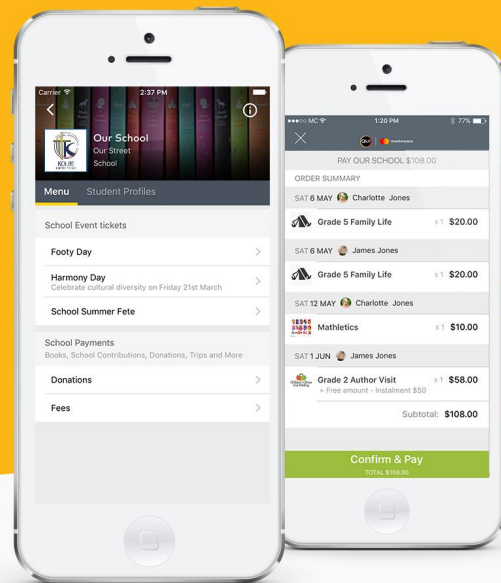 Carrier
2:37 PM
KOLBE
Our School
Our Street
School
Menu Student Profiles
School Event tickets
Footy Day
Harmony Day
Celebrate cultural diversity on Friday 21st March
School Summer Fete
School Payments
Books, School Contributions, Donations, Trips and More
Donations
Fees
MC 1:20 PM 77%
Qkr! masterpass
PAY OUR SCHOOL $108.00
ORDER SUMMARY
SAT 6 MAY Charlotte Jones
Grade 5 Family Life x 1 $20.00
SAT 6 MAY James Jones
Grade 5 Family Life x 1 $20.00
SAT 12 MAY Charlotte Jones
Mathletics x 1 $10.00
SAT 1 JUN James Jones
Grade 2 Author Visit x 1 $58.00
+ Free amount - Instalment $50
Subtotal: $108.00
Confirm & Pay
TOTAL $108.00